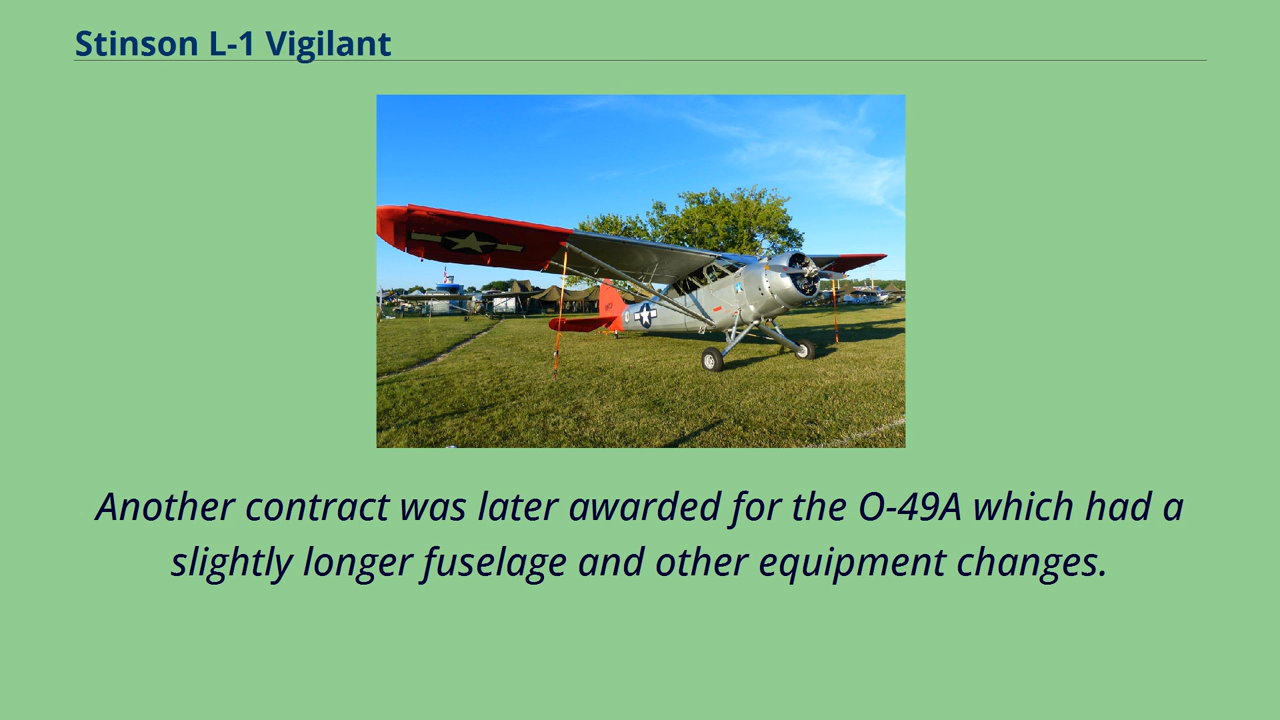 Stinson L-1 Vigilant
Another contract was later awarded for the O-49A which had a
slightly longer fuselage and other equipment changes.